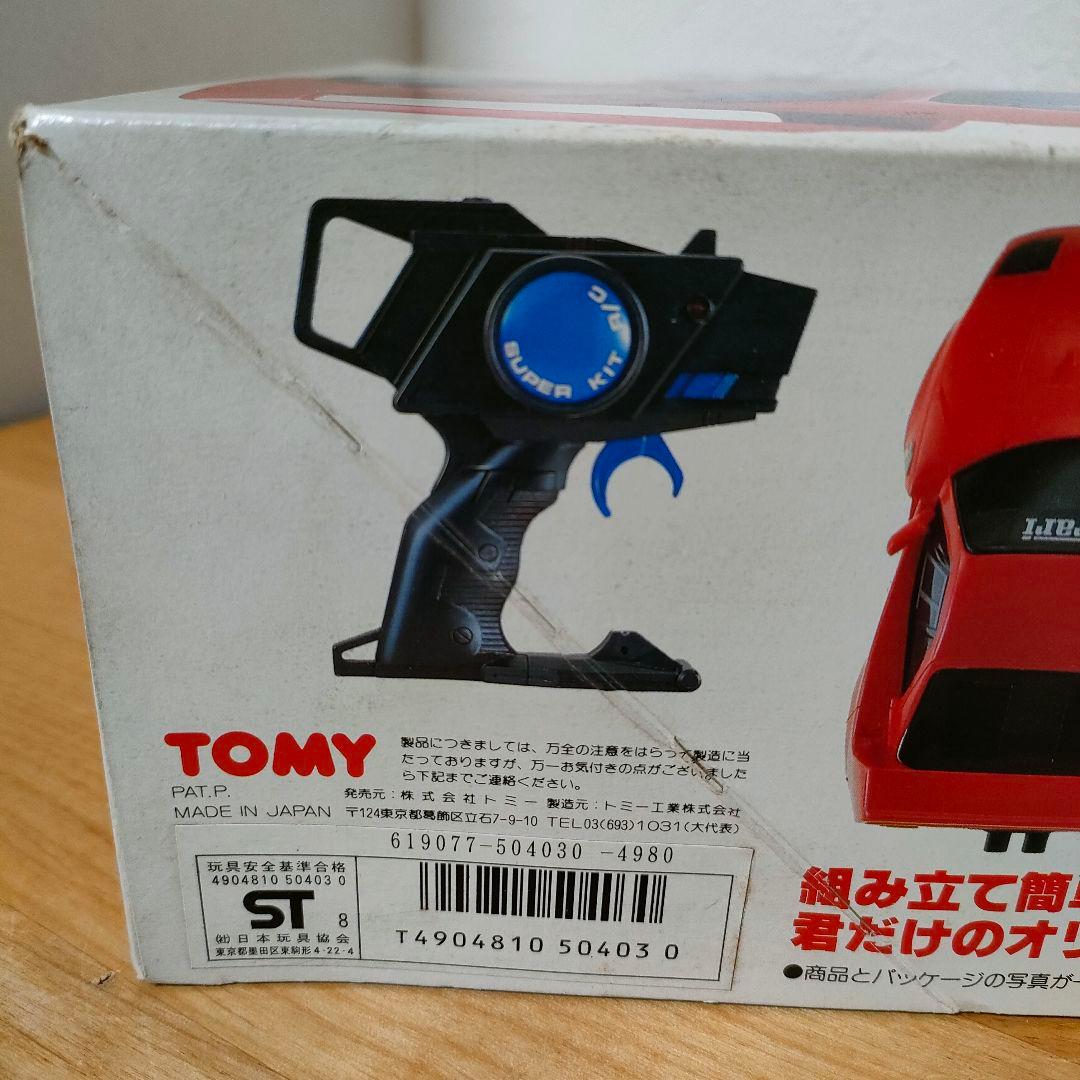 SUPER KIT R/C
TOMY
PAT.P.
MADE IN JAPAN
製品につきましては、万全の注意をはらって製造に当
たっておりますが、万一お気付きの点がございました
ら下記までご連絡ください。
発売元：株式会社トミー 製造元：トミー工業株式会社
〒124東京都葛飾区立石7-9-10 TEL03(693)1031(大代表)
619077-504030 -4980
玩具安全基準合格
4904810 50403 0
ST 8
(社)日本玩具協会
東京都墨田区東駒形4-22-4
T4904810 50403 0
組み立て簡単
君だけのオリ
●商品とパッケージの写真が